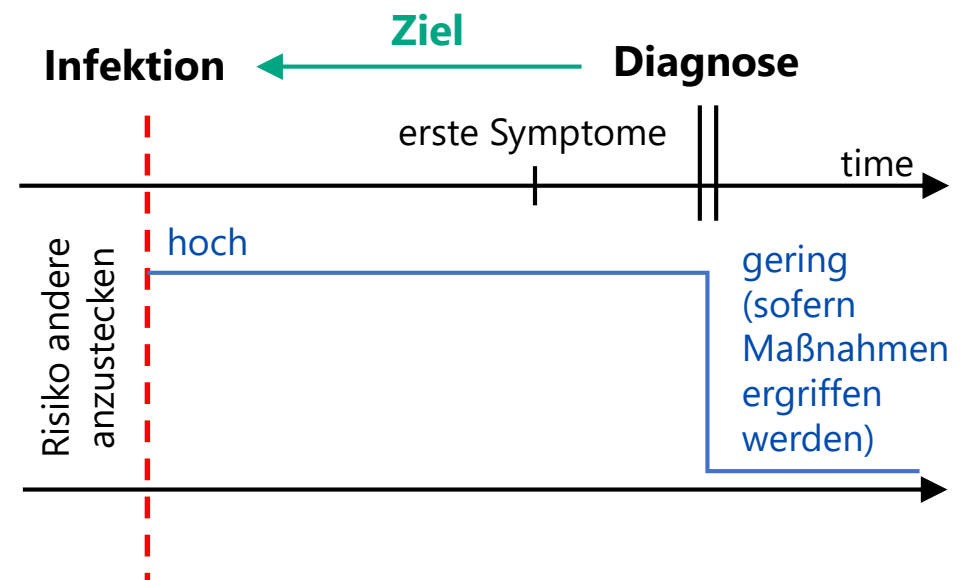 Ziel
Infektion
Diagnose
erste Symptome
time
Risiko andere
anzustecken
hoch
gering
(sofern
Maßnahmen
ergriffen
werden)